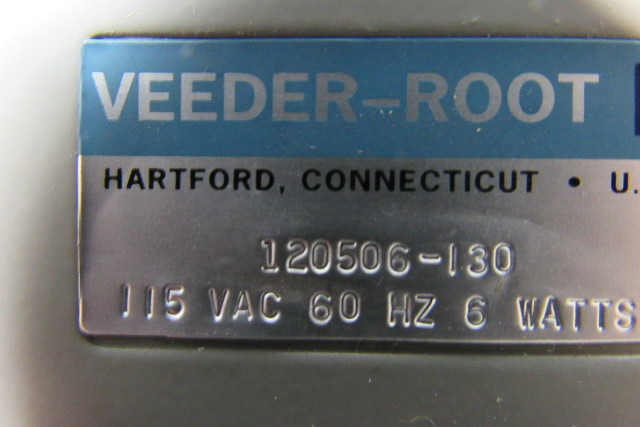 VEEDER-ROOT
HARTFORD, CONNECTICUT • U.
120506-130
115 VAC 60 HZ 6 WATTS